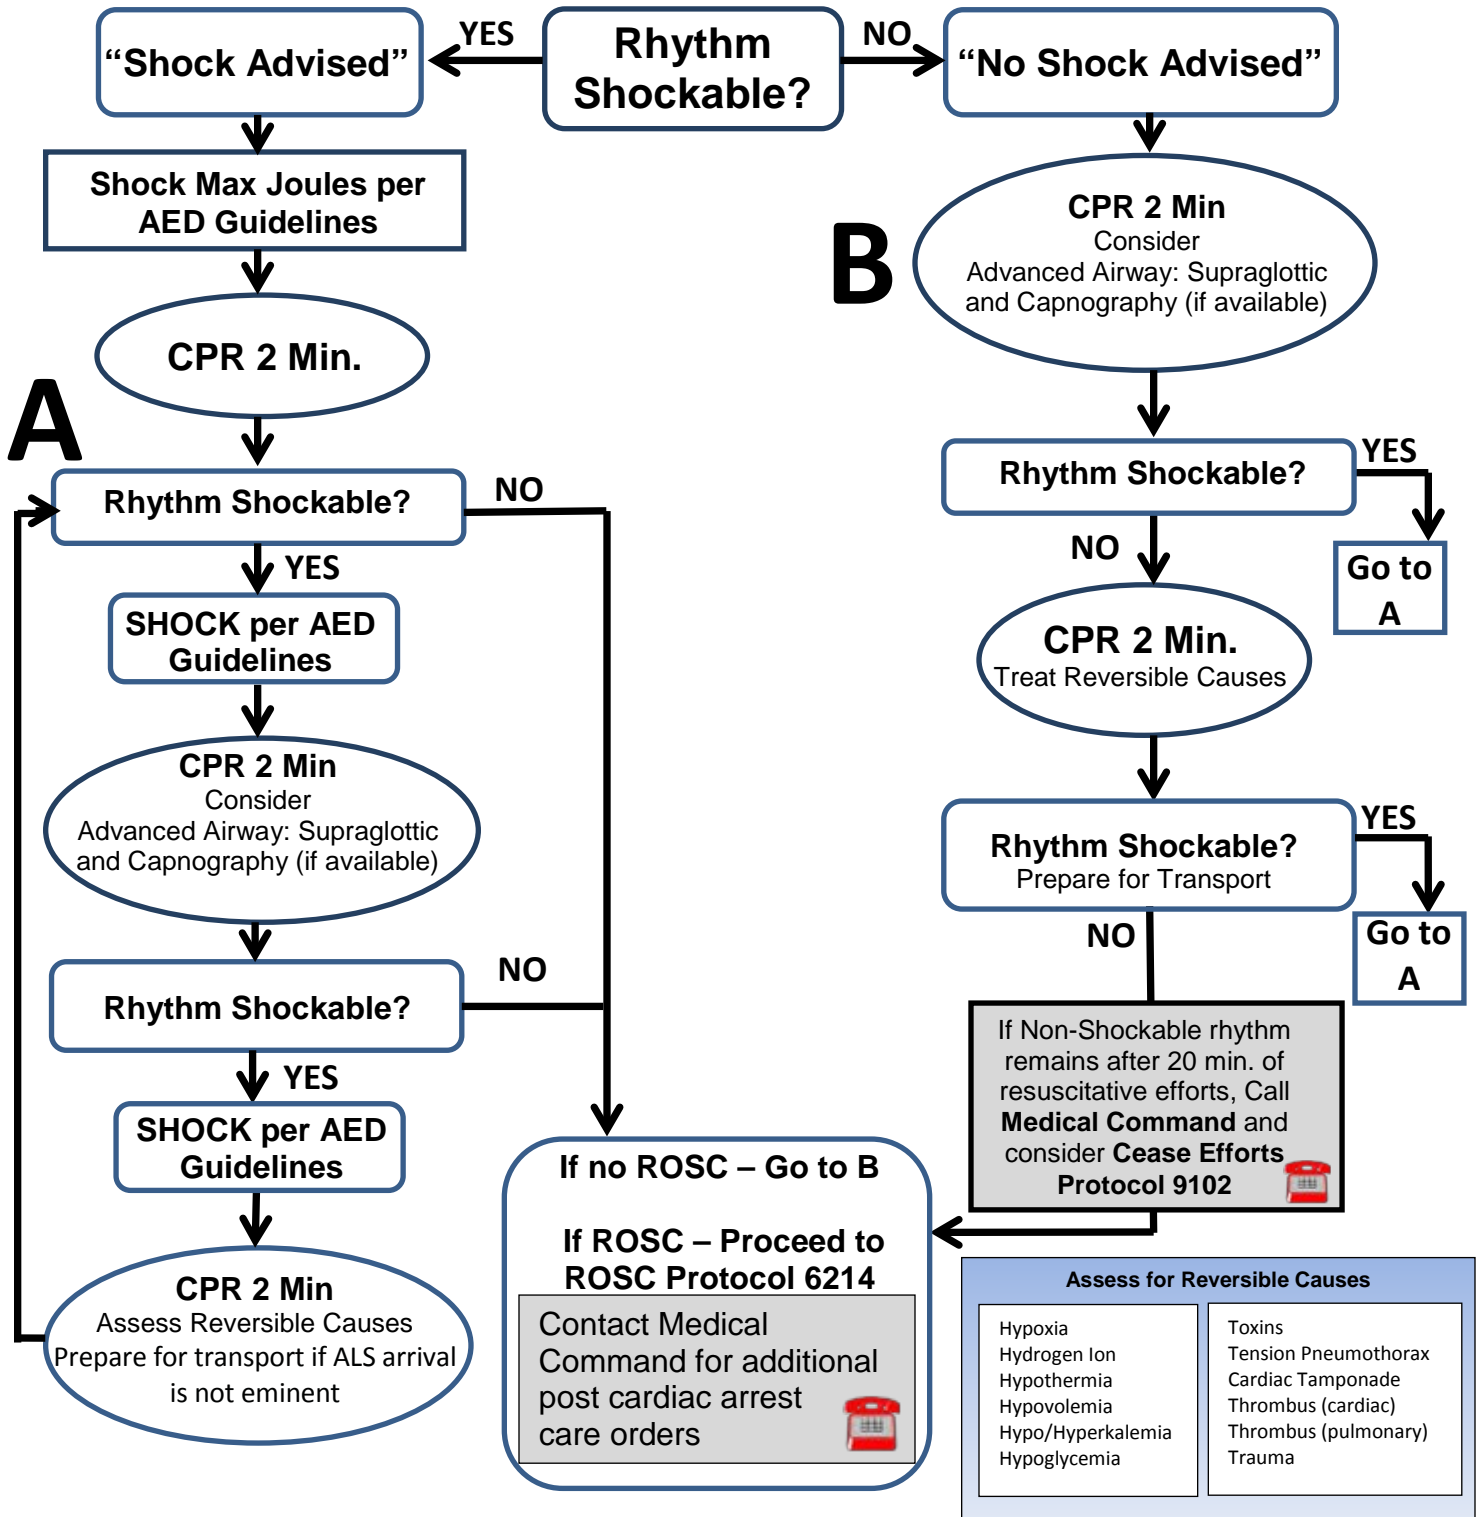 Rhythm
Shockable?
YES
NO
“Shock Advised”
Shock Max Joules per
AED Guidelines
CPR 2 Min.
A
Rhythm Shockable?
NO
YES
SHOCK per AED
Guidelines
CPR 2 Min
Consider
Advanced Airway: Supraglottic
and Capnography (if available)
Rhythm Shockable?
NO
YES
SHOCK per AED
Guidelines
CPR 2 Min
Assess Reversible Causes
Prepare for transport if ALS arrival
is not eminent
“No Shock Advised”
B
CPR 2 Min
Consider
Advanced Airway: Supraglottic
and Capnography (if available)
Rhythm Shockable?
YES
Go to
A
NO
CPR 2 Min.
Treat Reversible Causes
Rhythm Shockable?
Prepare for Transport
YES
Go to
A
NO
If Non-Shockable rhythm
remains after 20 min. of
resuscitative efforts, Call
Medical Command and
consider Cease Efforts
Protocol 9102
If no ROSC – Go to B
If ROSC – Proceed to
ROSC Protocol 6214
Contact Medical
Command for additional
post cardiac arrest
care orders
Assess for Reversible Causes
Hypoxia
Hydrogen Ion
Hypothermia
Hypovolemia
Hypo/Hyperkalemia
Hypoglycemia
Toxins
Tension Pneumothorax
Cardiac Tamponade
Thrombus (cardiac)
Thrombus (pulmonary)
Trauma